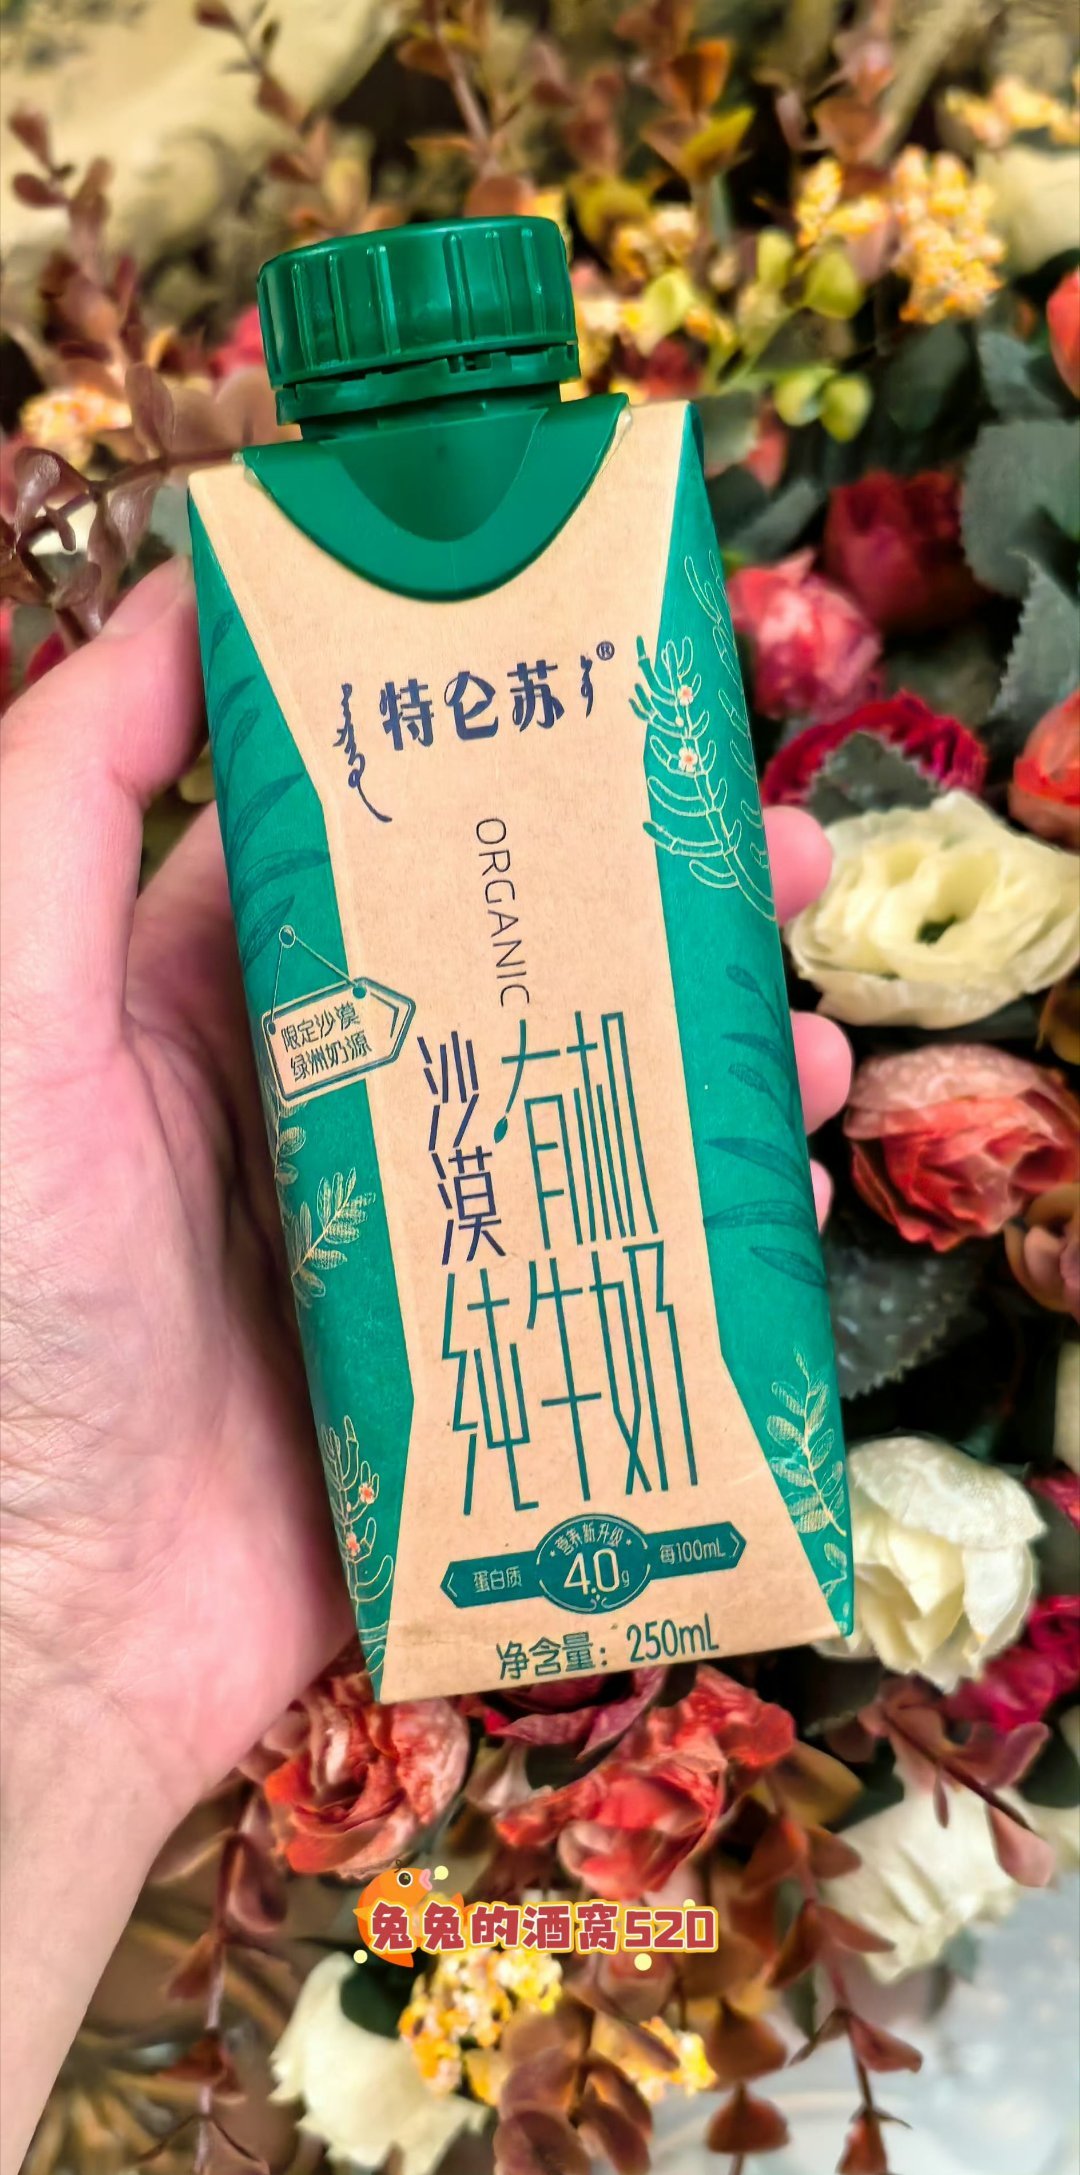 特仑苏®
ORGANIC
限定沙漠
绿洲奶源
沙漠有机
纯牛奶
营养新升级
蛋白质 4.0g 每100mL
净含量：250mL
兔兔的酒窝520